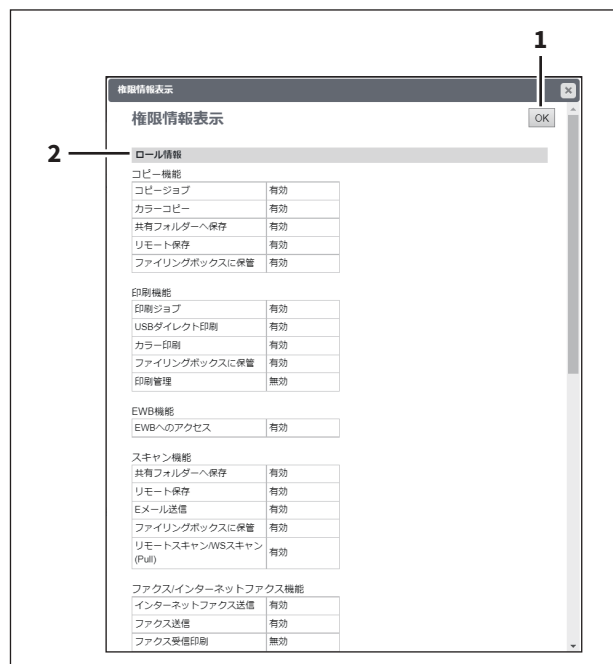 1
権限情報表示
権限情報表示
OK
2
ロール情報
コピー機能
コピージョブ 有効
カラーコピー 有効
共有フォルダーへ保存 有効
リモート保存 有効
ファイリングボックスに保管 有効
印刷機能
印刷ジョブ 有効
USBダイレクト印刷 有効
カラー印刷 有効
ファイリングボックスに保管 有効
印刷管理 無効
EWB機能
EWBへのアクセス 有効
スキャン機能
共有フォルダーへ保存 有効
リモート保存 有効
Eメール送信 有効
ファイリングボックスに保管 有効
リモートスキャン/WSスキャン
(Pull) 有効
ファクス/インターネットファクス機能
インターネットファクス送信 有効
ファクス送信 有効
ファクス受信印刷 無効